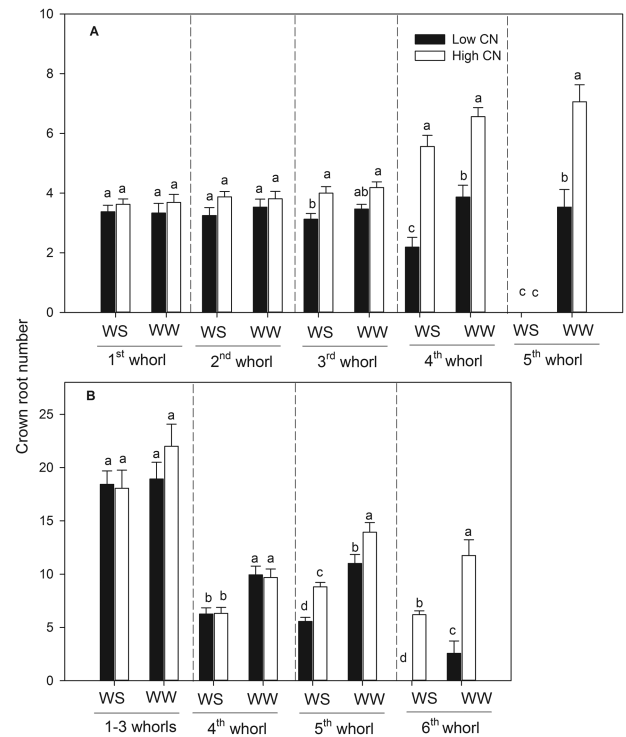 10
A
Low CN
High CN
8
6
4
2
0
a a a a a a a a b a ab a c a b a c c b a
WS WW WS WW WS WW WS WW WS WW
1st whorl 2nd whorl 3rd whorl 4th whorl 5th whorl
Crown root number
B
25
20
15
10
5
0
a a a a b b a a d c b a d b c a
WS WW WS WW WS WW WS WW
1-3 whorls 4th whorl 5th whorl 6th whorl